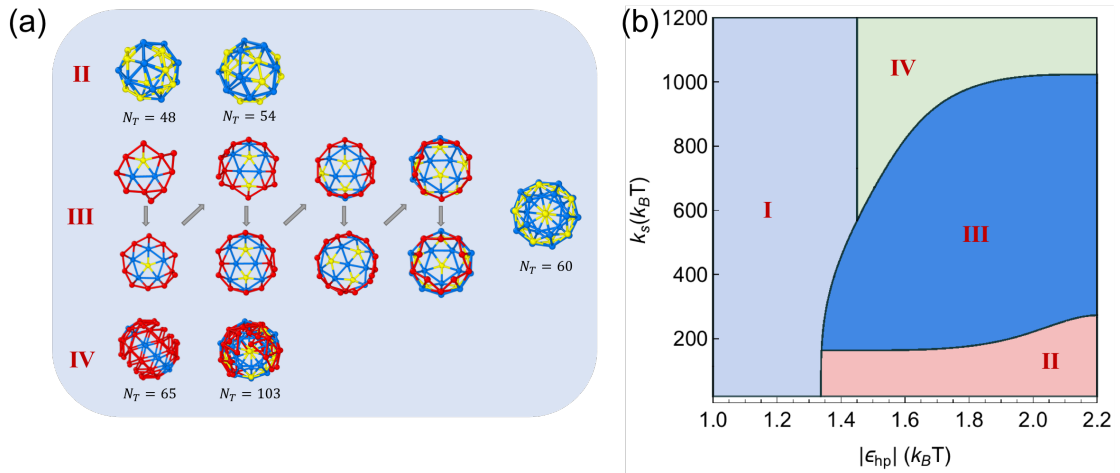 (a)
II
N_T = 48
N_T = 54
III
N_T = 60
IV
N_T = 65
N_T = 103
(b)
1200
1000
800
600
400
200
k_s(k_BT)
I
IV
III
II
1.0
1.2
1.4
1.6
1.8
2.0
2.2
|ϵ_hp| (k_BT)